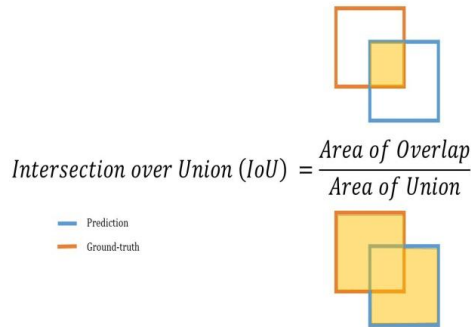 Intersection over Union (IoU) = Area of Overlap
Area of Union
Prediction
Ground-truth